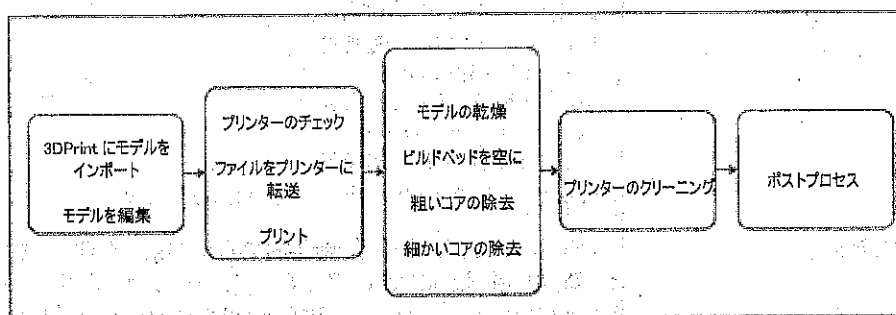 3DPrint にモデルを
インポート
モデルを編集
プリンターのチェック
ファイルをプリンターに
転送
プリント
モデルの乾燥
ビルドベッドを空に
粗いコアの除去
細かいコアの除去
プリンターのクリーニング
ポストプロセス